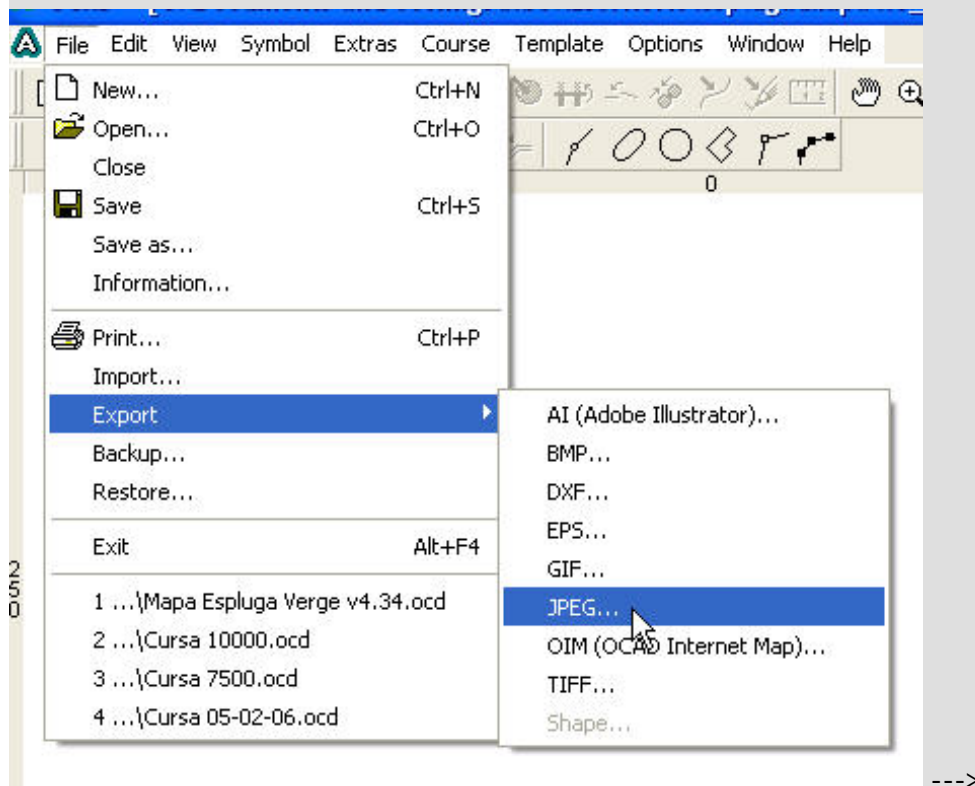 File Edit View Symbol Extras Course Template Options Window Help
New... Ctrl+N
Open... Ctrl+O
Close
Save Ctrl+S
Save as...
Information...
Print... Ctrl+P
Import...
Export
Backup...
Restore...
Exit Alt+F4
1 ...\Mapa Espluga Verge v4.34.ocd
2 ...\Cursa 10000.ocd
3 ...\Cursa 7500.ocd
4 ...\Cursa 05-02-06.ocd
AI (Adobe Illustrator)...
BMP...
DXF...
EPS...
GIF...
JPEG...
OIM (OCAD Internet Map)...
TIFF...
Shape...
0
250
--->